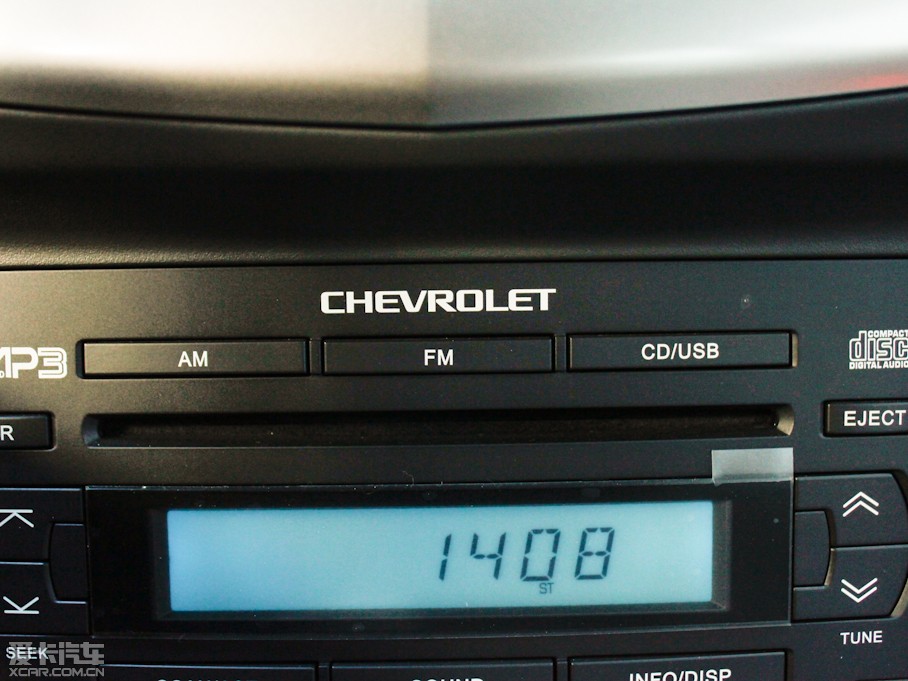 CHEVROLET
MP3
AM
FM
CD/USB
COMPACT
disc
DIGITAL AUDIO
R
EJECT
1408
ST
SEEK
TUNE
SOUND
INFO/DISP
爱卡汽车
XCAR.COM.CN